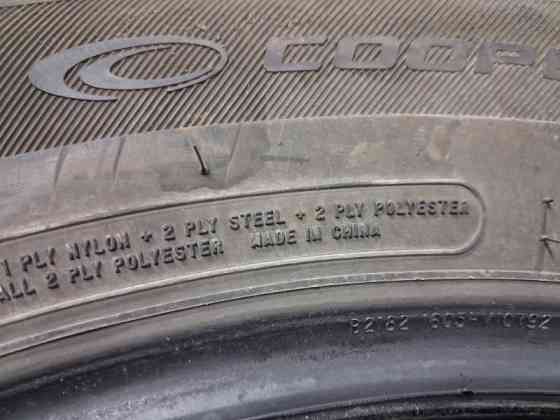 COOP
1 PLY NYLON + 2 PLY STEEL + 2 PLY POLYESTER
ALL 2 PLY POLYESTER MADE IN CHINA